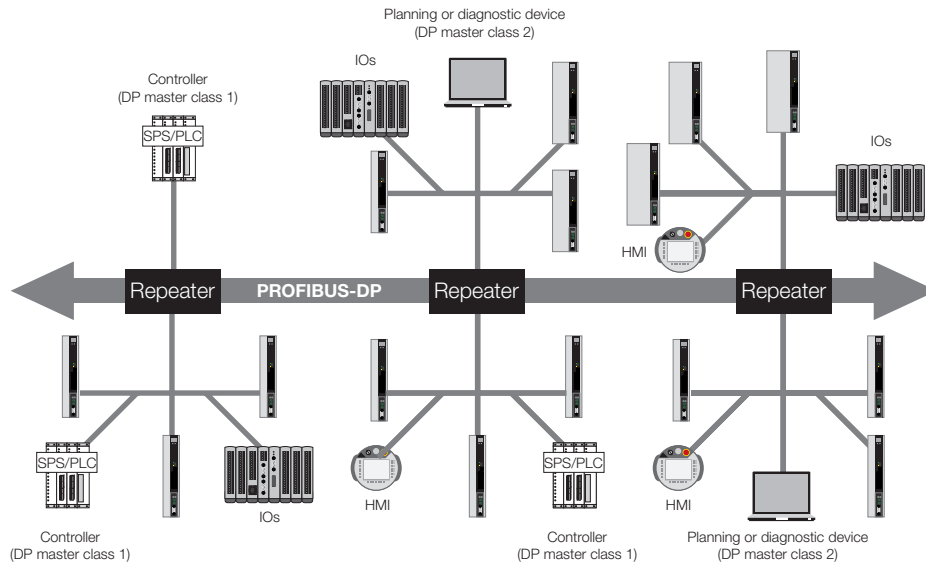 Planning or diagnostic device
(DP master class 2)
IOs
Controller
(DP master class 1)
SPS/PLC
IOs
HMI
Repeater
PROFIBUS-DP
Repeater
Repeater
SPS/PLC
IOs
HMI
SPS/PLC
HMI
Controller
(DP master class 1)
Controller
(DP master class 1)
Planning or diagnostic device
(DP master class 2)